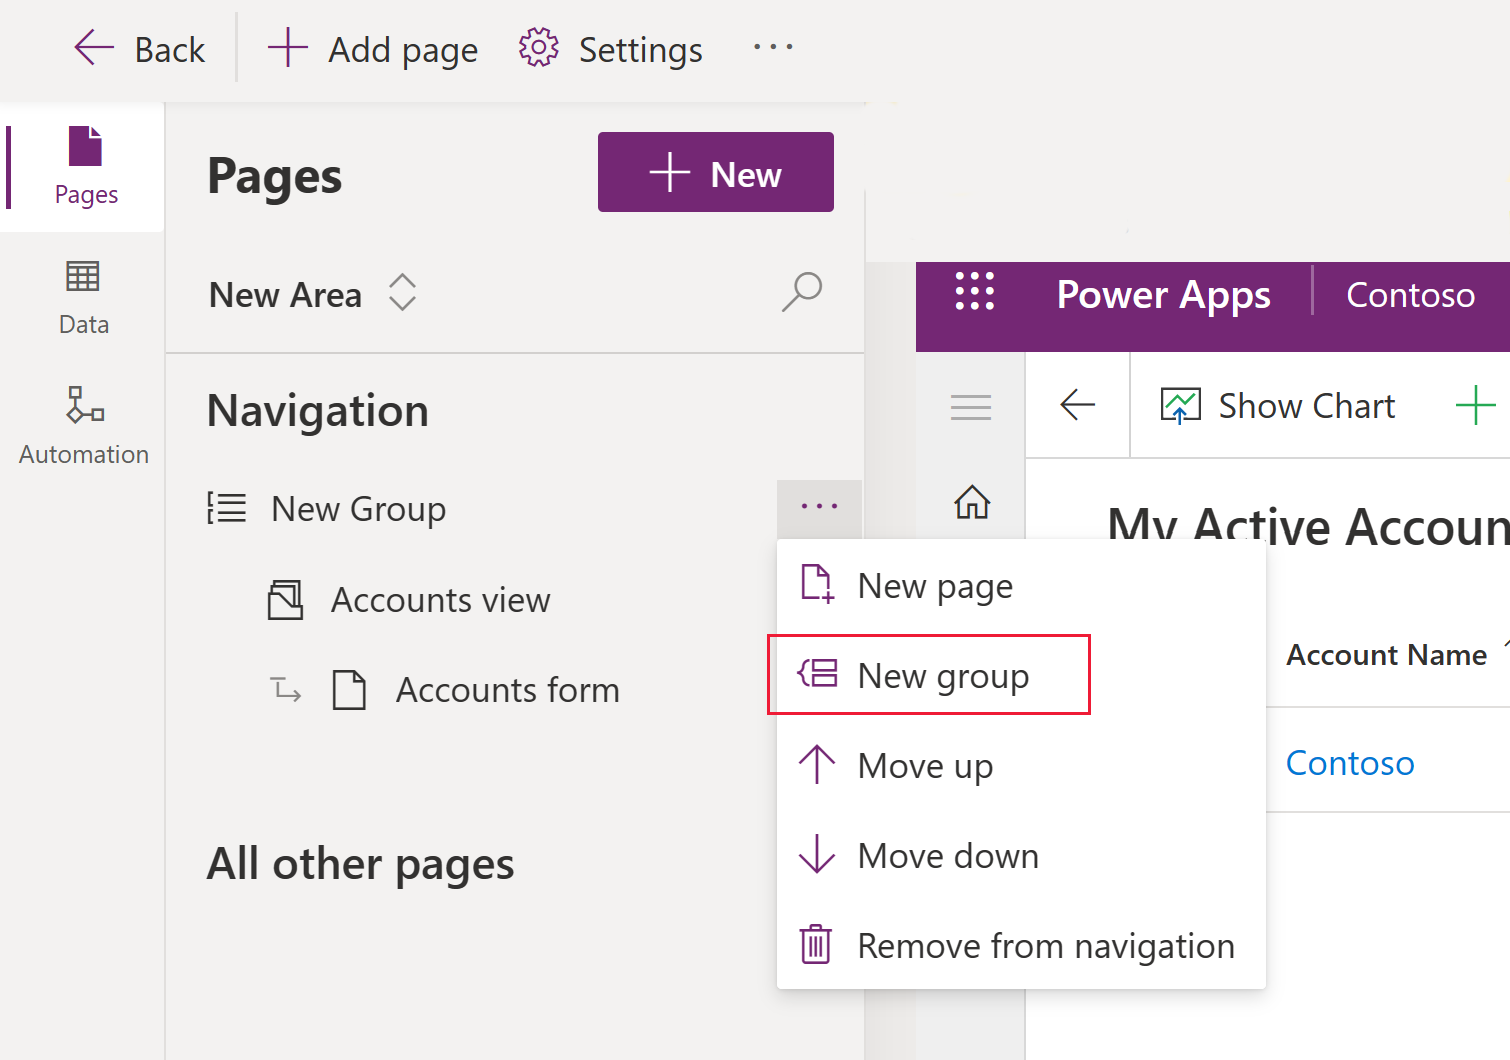 Back
Add page
Settings
Pages
Data
Automation
Pages
New
New Area
Navigation
New Group
Accounts view
Accounts form
All other pages
New page
New group
Move up
Move down
Remove from navigation
Power Apps
Contoso
Show Chart
My Active Accoun
Account Name
Contoso